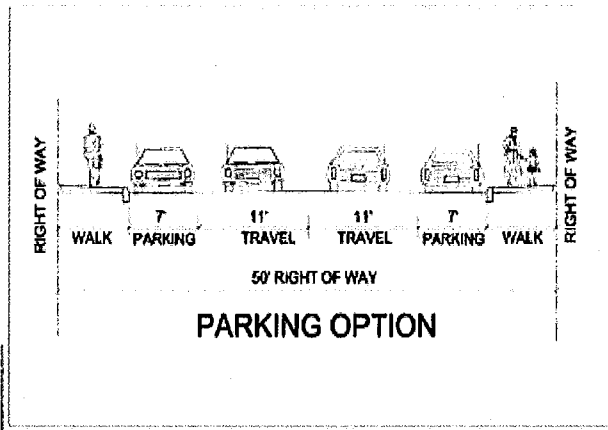 RIGHT OF WAY
RIGHT OF WAY
7' 11' 11' 7'
WALK PARKING TRAVEL TRAVEL PARKING WALK
50' RIGHT OF WAY
PARKING OPTION